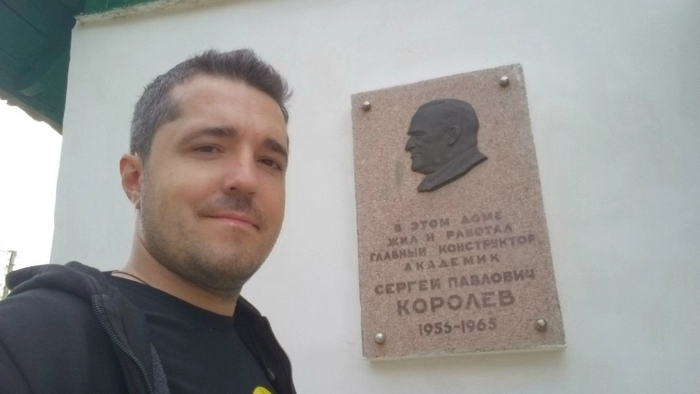 В ЭТОМ ДОМЕ
ЖИЛ И РАБОТАЛ
ГЛАВНЫЙ КОНСТРУКТОР
АКАДЕМИК
СЕРГЕЙ ПАВЛОВИЧ
КОРОЛЕВ
1955-1965